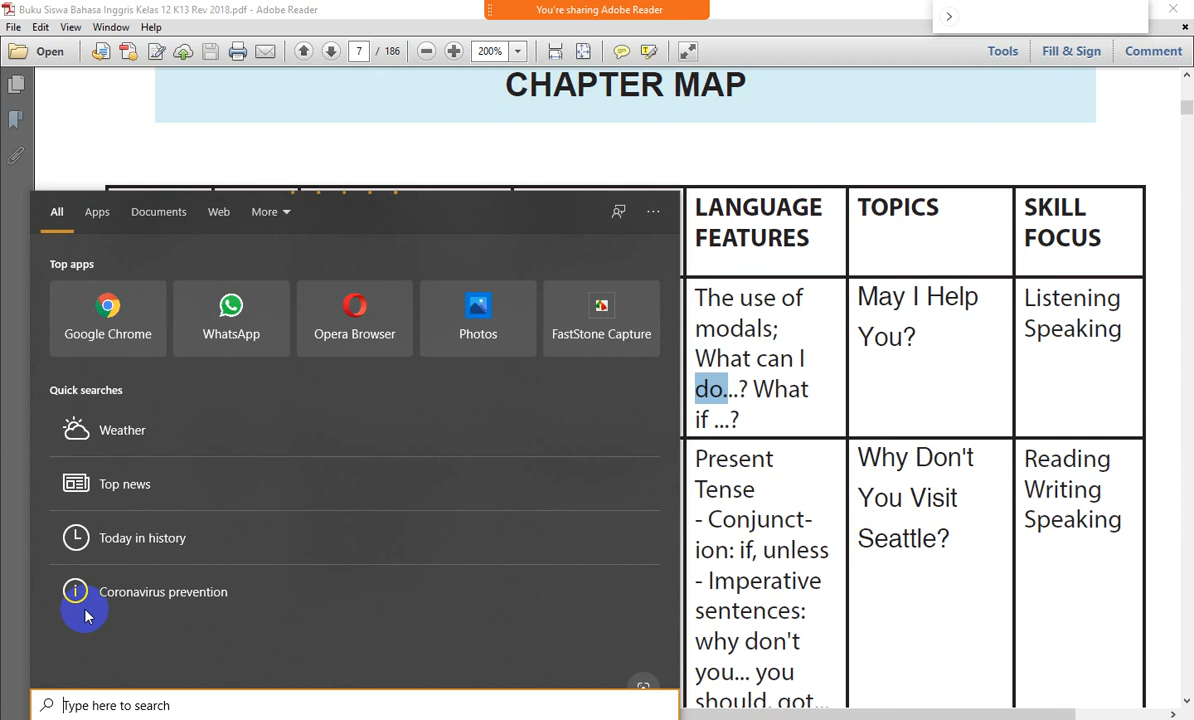 Buku Siswa Bahasa Inggris Kelas 12 K13 Rev 2018.pdf - Adobe Reader
You're sharing Adobe Reader
File Edit View Window Help
Open
7 / 186
200%
Tools
Fill & Sign
Comment
CHAPTER MAP
All
Apps
Documents
Web
More
Top apps
Google Chrome
WhatsApp
Opera Browser
Photos
FastStone Capture
Quick searches
Weather
Top news
Today in history
Coronavirus prevention
Type here to search
LANGUAGE
FEATURES
TOPICS
SKILL
FOCUS
The use of
modals;
What can I
do...? What
if ...?
May I Help
You?
Listening
Speaking
Present
Tense
- Conjunct-
ion: if, unless
- Imperative
sentences:
why don't
you... you
should, got...
Why Don't
You Visit
Seattle?
Reading
Writing
Speaking